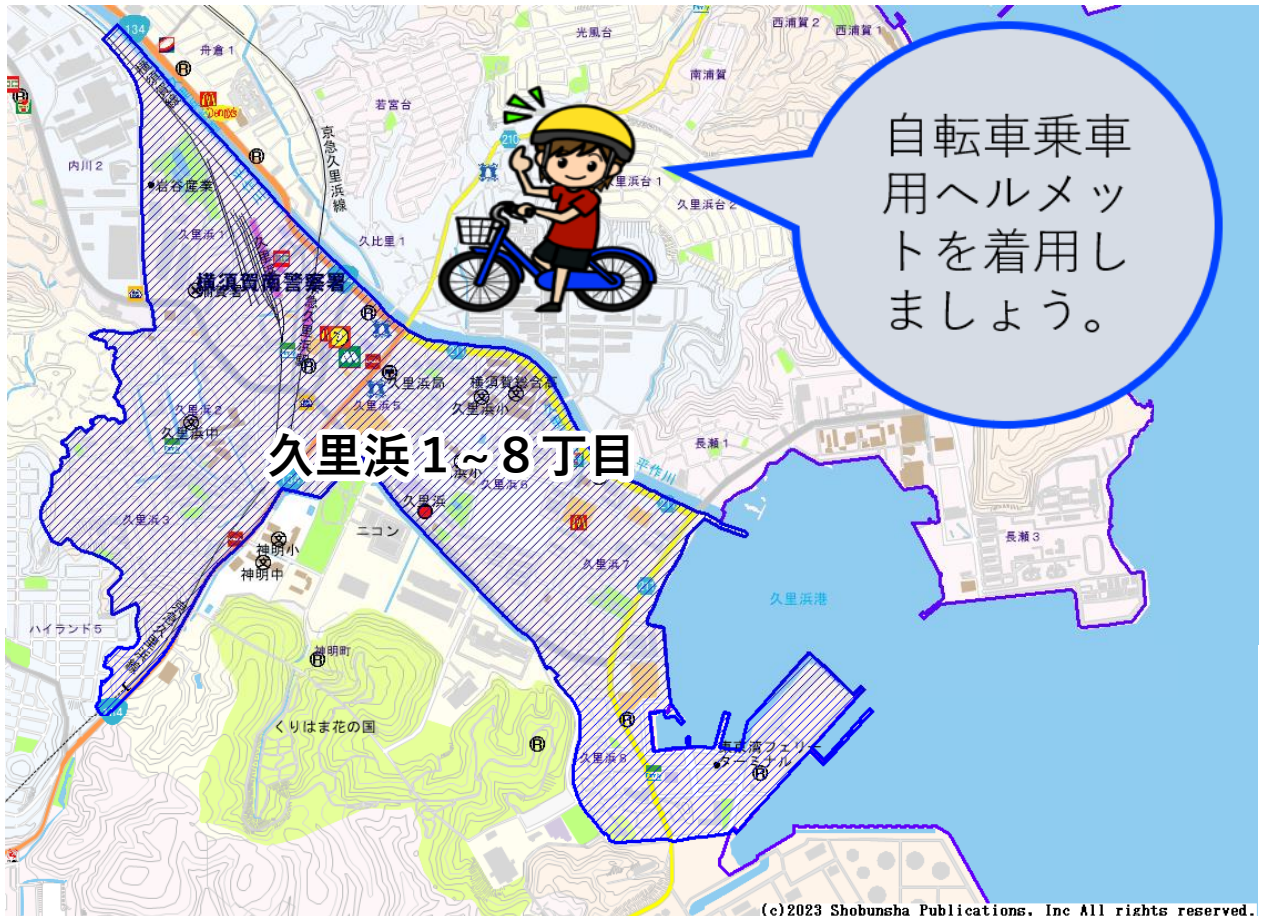 134
舟倉1
光風台
西浦賀2
西浦賀1
南浦賀
若宮台
京急久里浜線
210
自転車乗車
用ヘルメッ
トを着用し
ましょう。
内川2
岩谷産業
久里浜台2
久里浜1
久比里1
横須賀南警察署
久里浜局
横須賀総合高
久里浜小
久里浜5
久里浜2
久里浜中
久里浜1~8丁目
長瀬1
平作川
久里浜6
久里浜
久里浜3
ニコン
神明小
神明中
長瀬3
久里浜7
212
久里浜港
ハイランド5
神明町
くりはま花の国
久里浜8
東京湾フェリー
ターミナル
(c)2023 Shobunsha Publications, Inc All rights reserved.